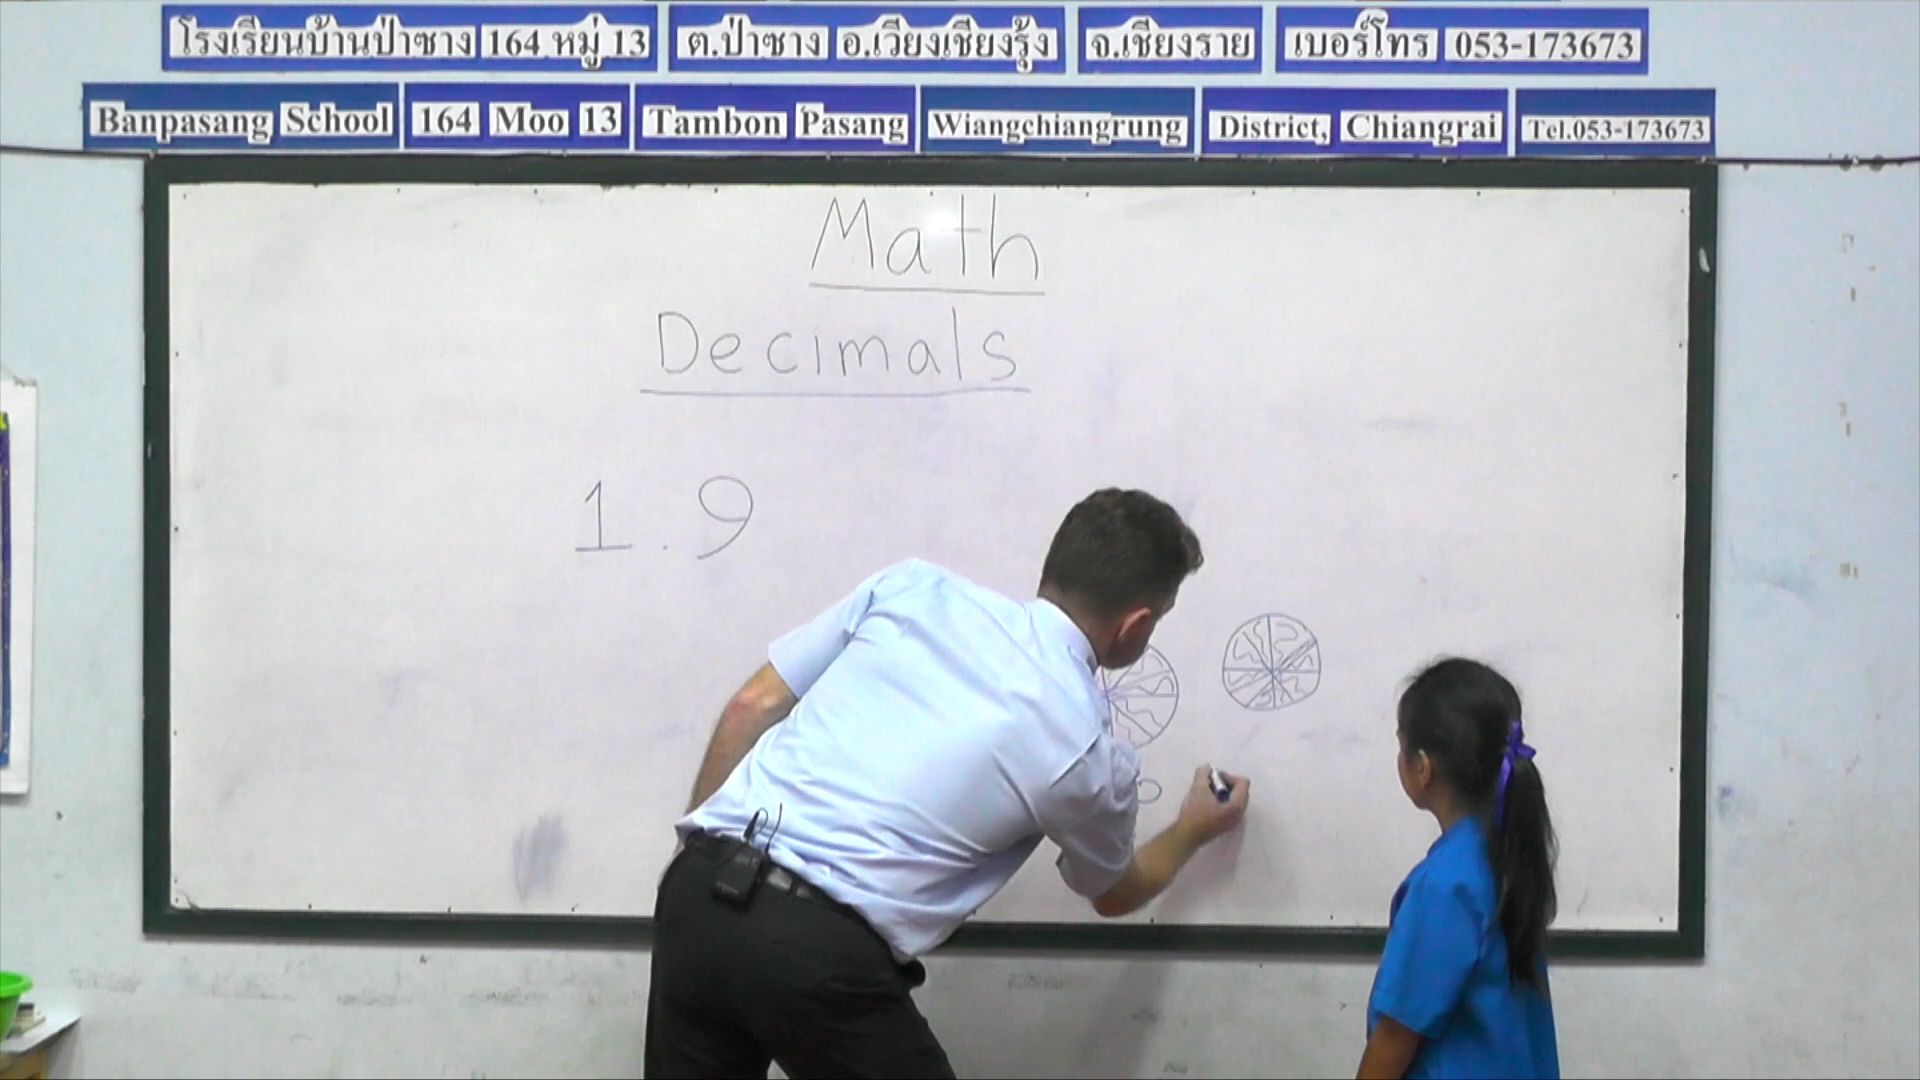 โรงเรียนบ้านป่าซาง 164 หมู่ 13 ต.ป่าซาง อ.เวียงเชียงรุ้ง จ.เชียงราย เบอร์โทร 053-173673
Banpasang School 164 Moo 13 Tambon Pasang Wiangchiangrung District, Chiangrai Tel.053-173673
Math
Decimals
1.9